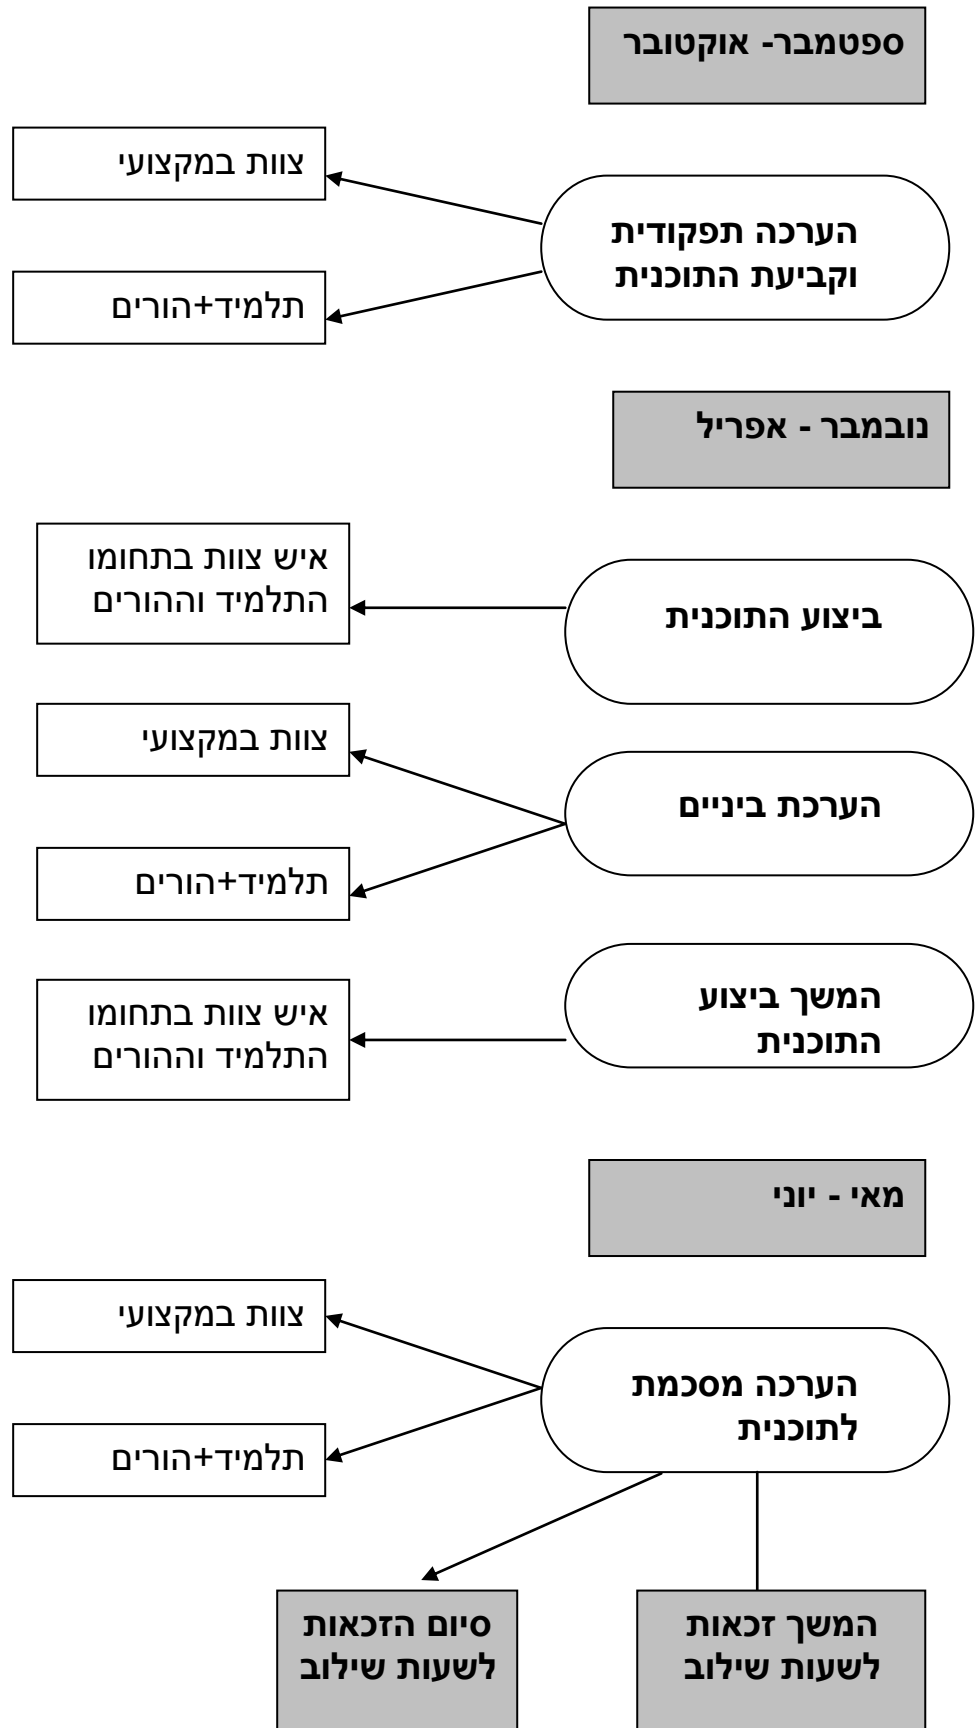 ספטמבר- אוקטובר
צוות במקצועי
הערכה תפקודית
וקביעת התוכנית
תלמיד+הורים
נובמבר - אפריל
איש צוות בתחומו
התלמיד וההורים
ביצוע התוכנית
צוות במקצועי
הערכת ביניים
תלמיד+הורים
המשך ביצוע
התוכנית
איש צוות בתחומו
התלמיד וההורים
מאי - יוני
צוות במקצועי
הערכה מסכמת
לתוכנית
תלמיד+הורים
המשך זכאות
לשעות שילוב
סיום הזכאות
לשעות שילוב